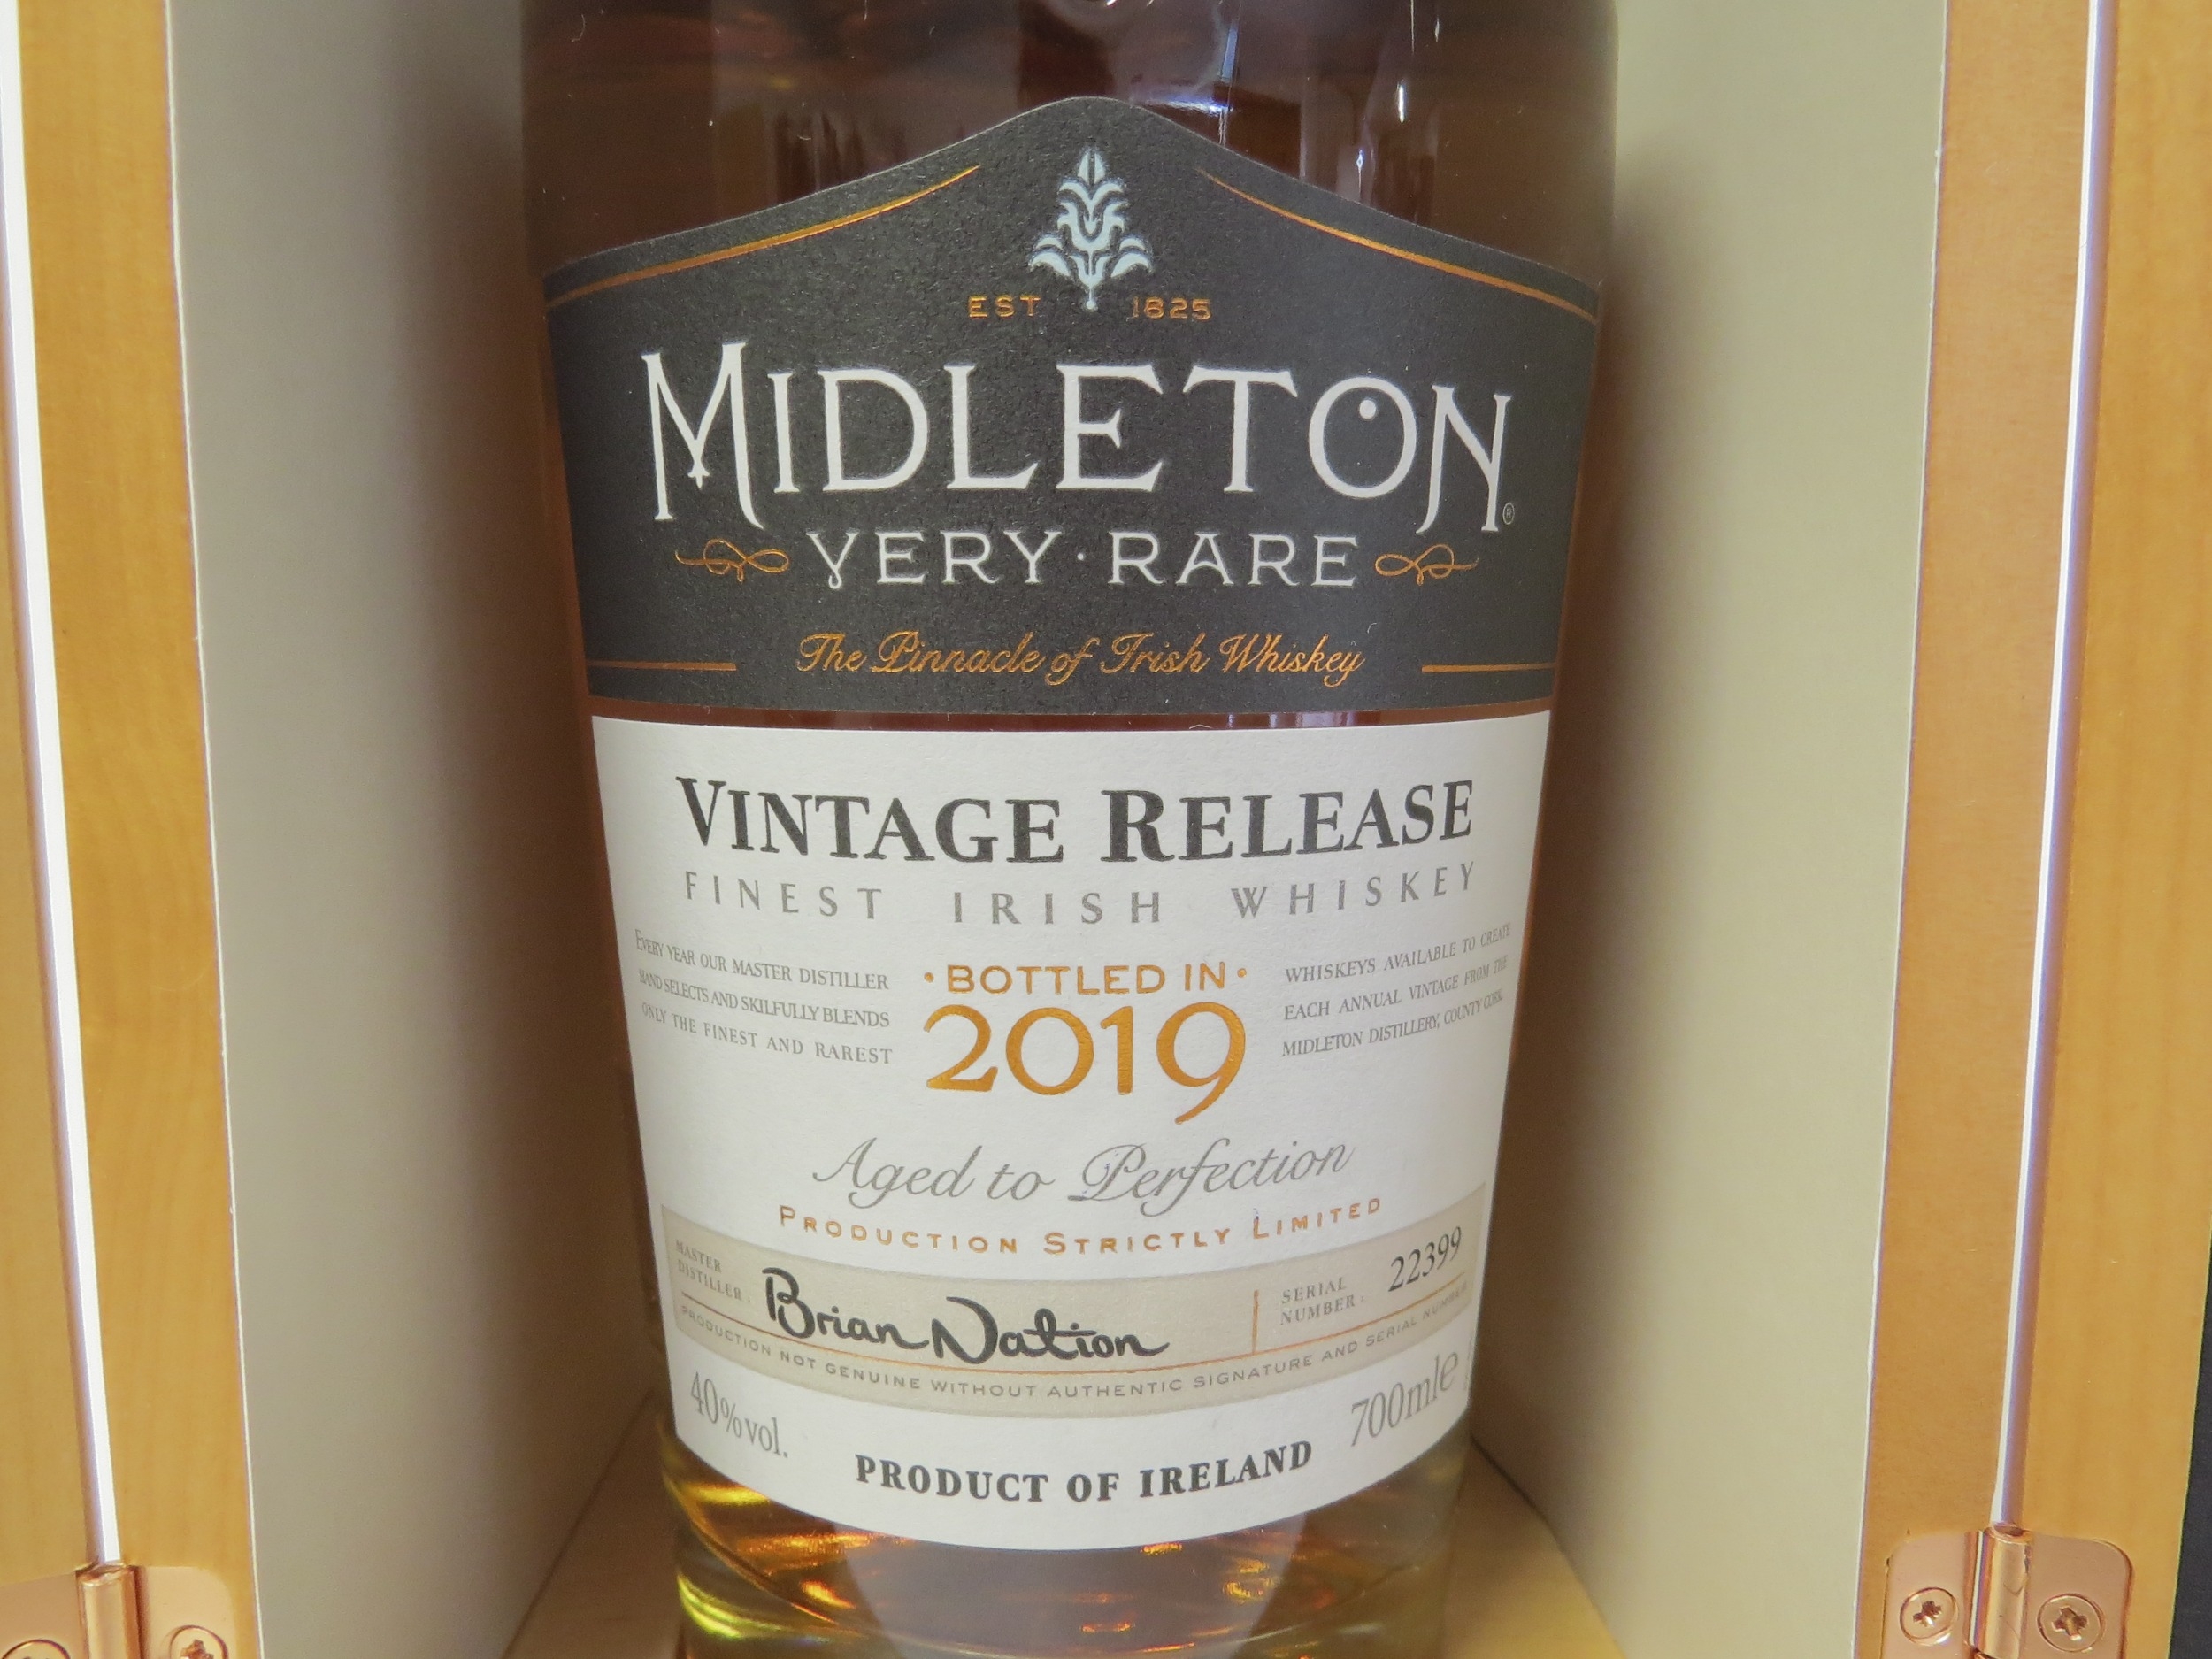 EST 1825
MIDLETON®
VERY·RARE
The Pinnacle of Irish Whiskey
VINTAGE RELEASE
FINEST IRISH WHISKEY
EVERY YEAR OUR MASTER DISTILLER
HAND SELECTS AND SKILFULLY BLENDS
ONLY THE FINEST AND RAREST
·BOTTLED IN·
2019
WHISKEYS AVAILABLE TO CREATE
EACH ANNUAL VINTAGE FROM THE
MIDLETON DISTILLERY, COUNTY CORK.
Aged to Perfection
PRODUCTION STRICTLY LIMITED
MASTER
DISTILLER:
Brian Nation
SERIAL
NUMBER:
22399
PRODUCTION NOT GENUINE WITHOUT AUTHENTIC SIGNATURE AND SERIAL NUMBER
40%vol.
700mle
PRODUCT OF IRELAND